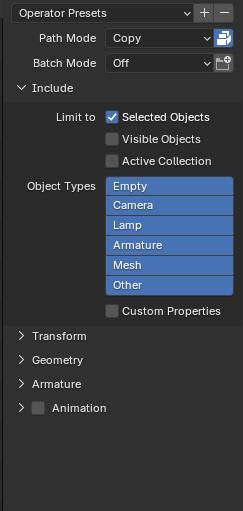 Operator Presets
Path Mode Copy
Batch Mode Off
Include
Limit to Selected Objects
Visible Objects
Active Collection
Object Types Empty
Camera
Lamp
Armature
Mesh
Other
Custom Properties
Transform
Geometry
Armature
Animation